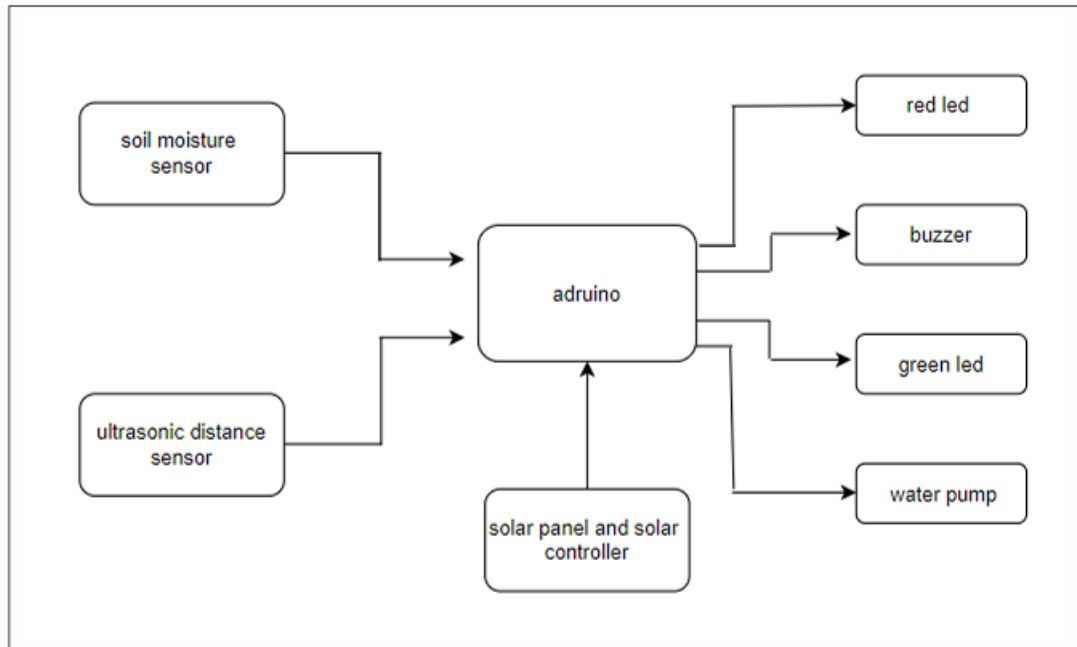 soil moisture
sensor
ultrasonic distance
sensor
adruino
solar panel and solar
controller
red led
buzzer
green led
water pump